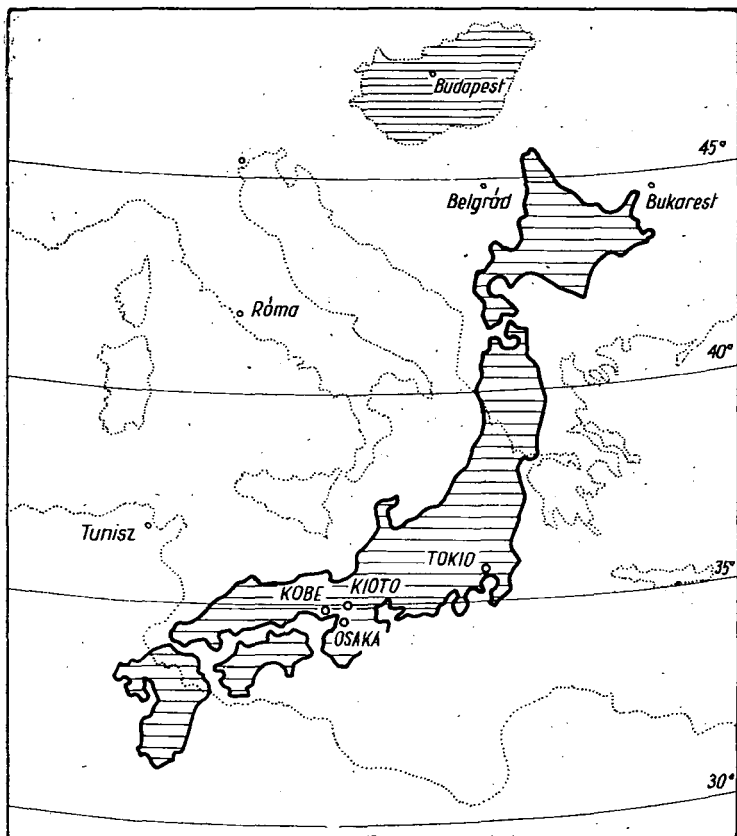 Budapest
45°
Belgrád
Bukarest
Róma
40°
Tunisz
TOKIO
35°
KOBE
KIOTO
OSAKA
30°